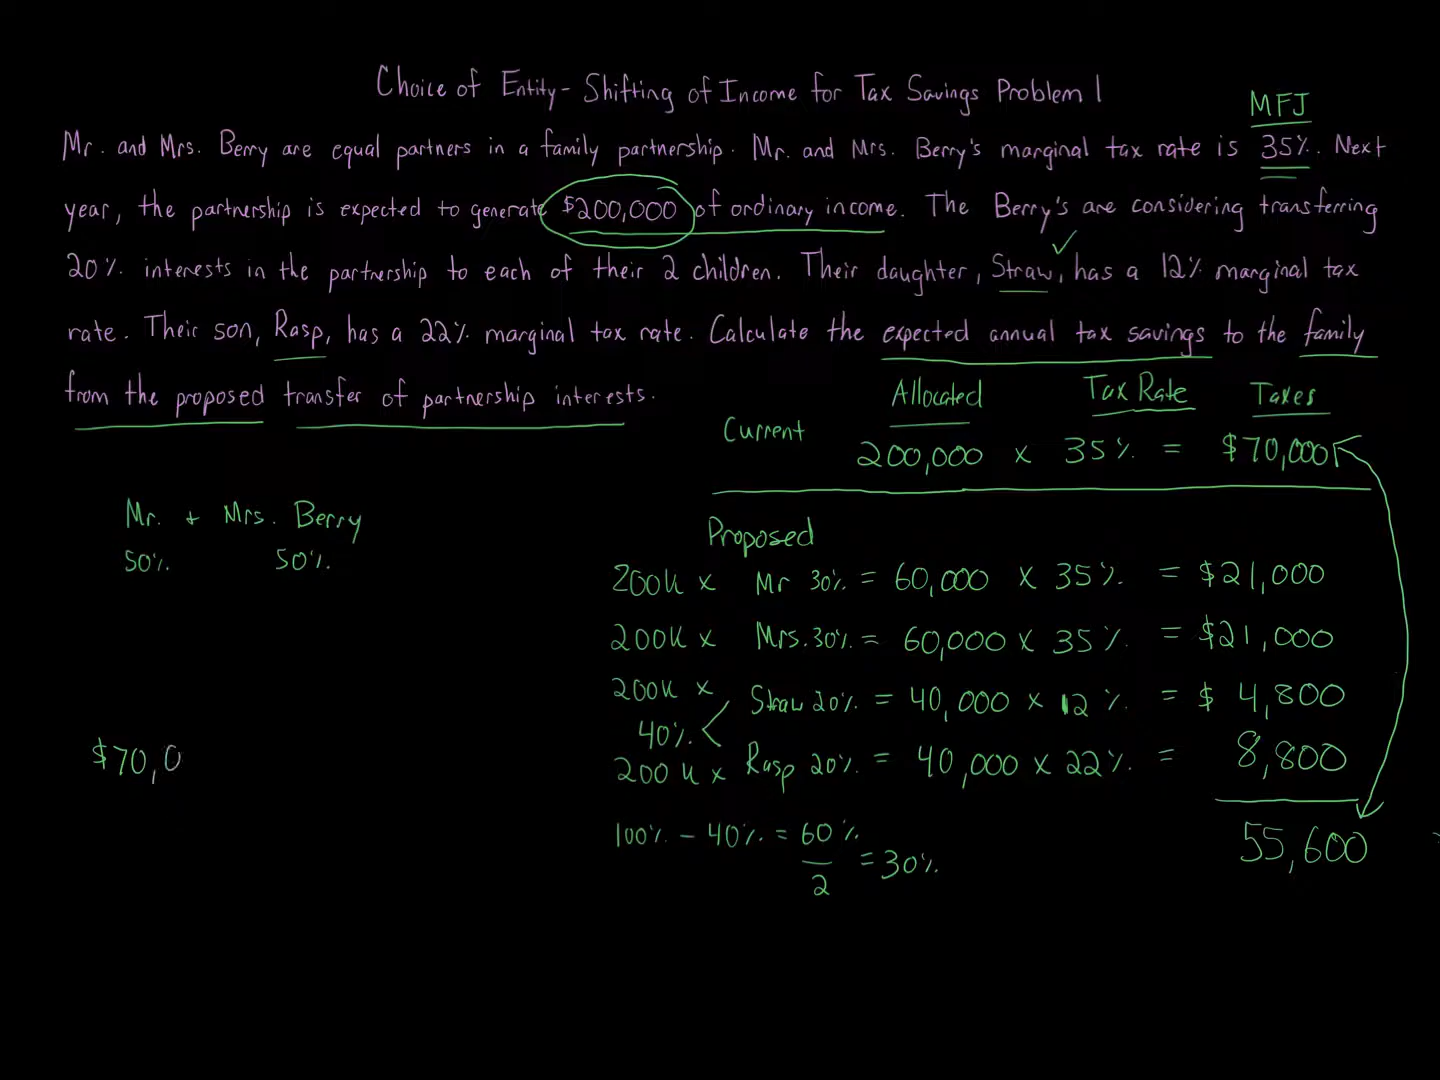 Choice of Entity- Shifting of Income for Tax Savings Problem 1
MFJ
Mr. and Mrs. Berry are equal partners in a family partnership. Mr. and Mrs. Berry's marginal tax rate is 35%. Next
year, the partnership is expected to generate $200,000 of ordinary income. The Berry's are considering transferring
20% interests in the partnership to each of their 2 children. Their daughter, Straw, has a 12% marginal tax
rate. Their son, Rasp, has a 22% marginal tax rate. Calculate the expected annual tax savings to the family
from the proposed transfer of partnership interests.
Allocated Tax Rate Taxes
Current 200,000 x 35% = $70,000
Mr. + Mrs. Berry
50% 50%
Proposed
200K x Mr 30% = 60,000 x 35% = $21,000
200K x Mrs. 30% = 60,000 x 35% = $21,000
200K x Straw 20% = 40,000 x 12% = $ 4,800
40%
200K x Rasp 20% = 40,000 x 22% = 8,800
$70,0
100% - 40% = 60% = 30%
2
55,600